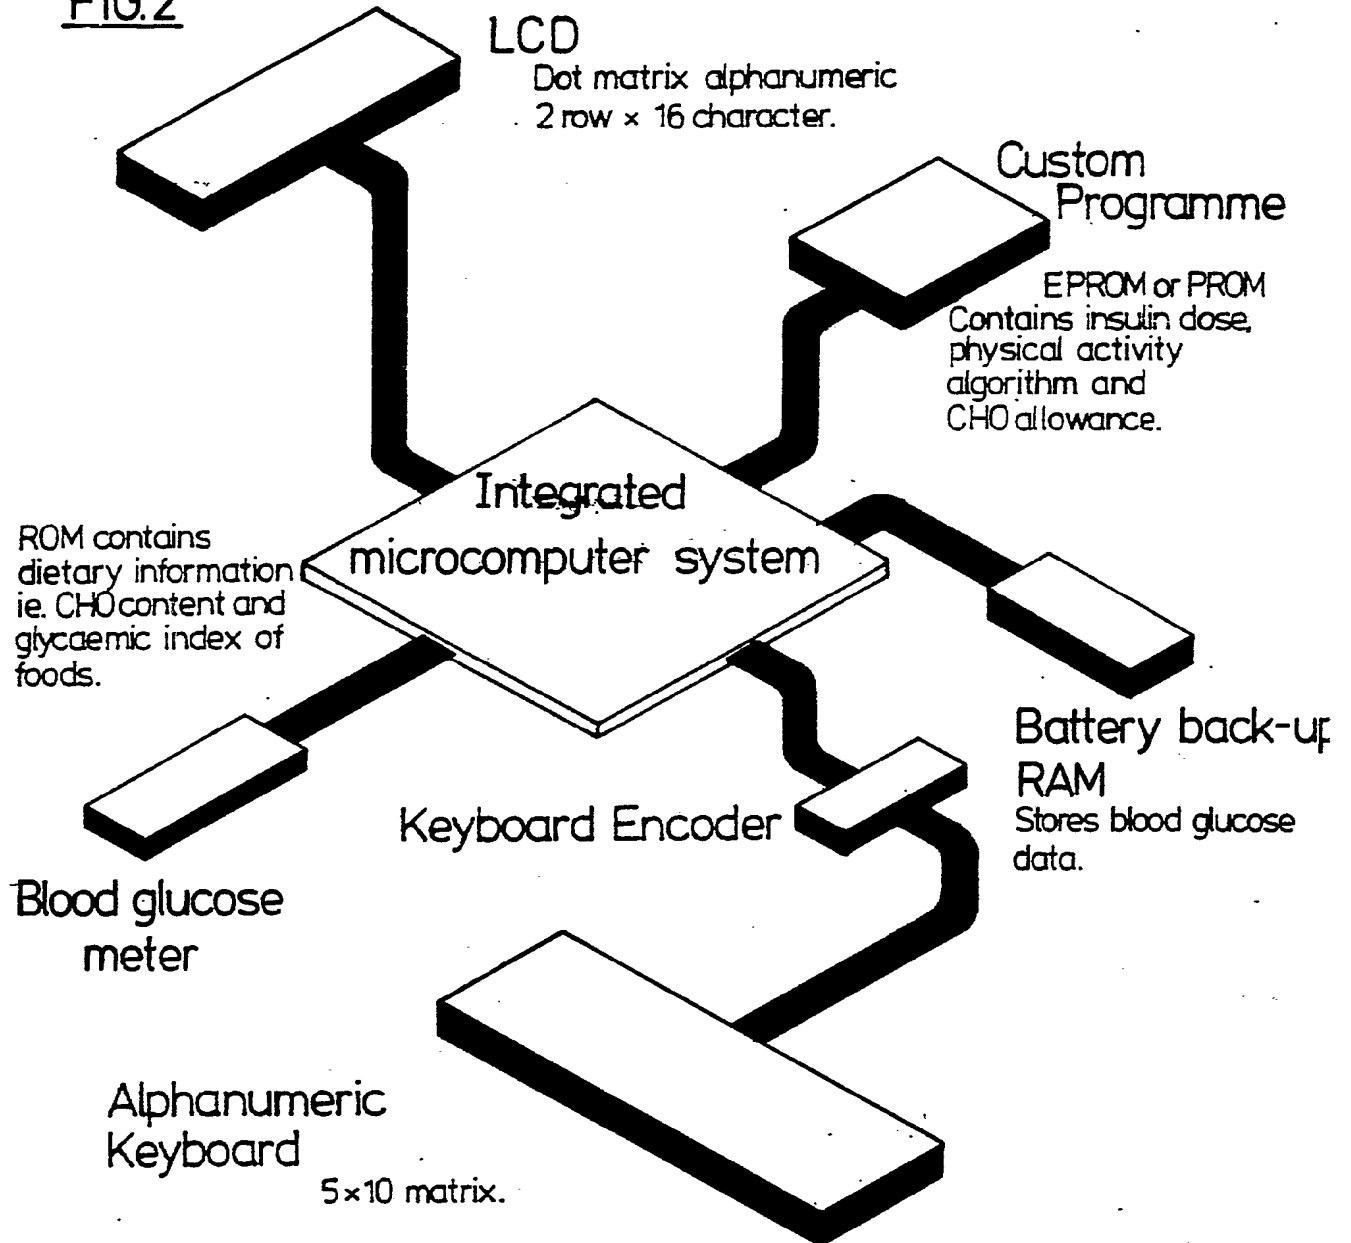 FIG.2
LCD
Dot matrix alphanumeric
2 row × 16 character.
Custom
Programme
EPROM or PROM
Contains insulin dose,
physical activity
algorithm and
CHO allowance.
Integrated
microcomputer system
ROM contains
dietary information
ie. CHO content and
glycaemic index of
foods.
Battery back-up
RAM
Stores blood glucose
data.
Keyboard Encoder
Blood glucose
meter
Alphanumeric
Keyboard
5×10 matrix.